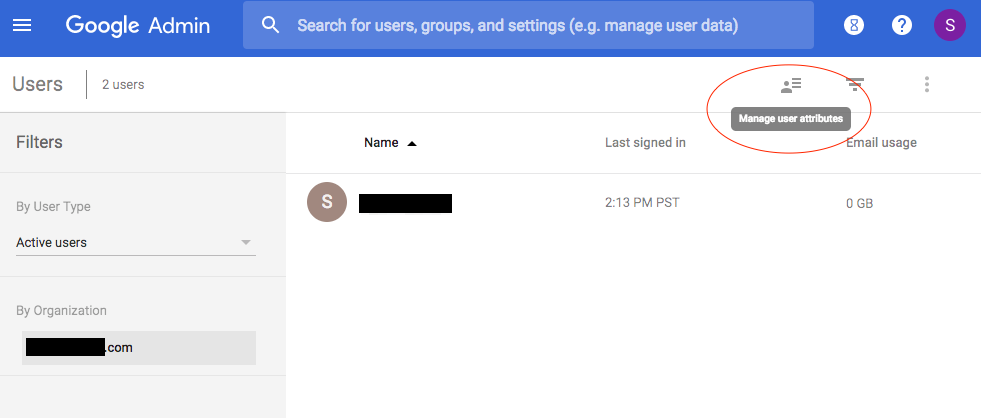 Google Admin
Search for users, groups, and settings (e.g. manage user data)
S
Users
2 users
Manage user attributes
Filters
Name
Last signed in
Email usage
S
2:13 PM PST
0 GB
By User Type
Active users
By Organization
.com